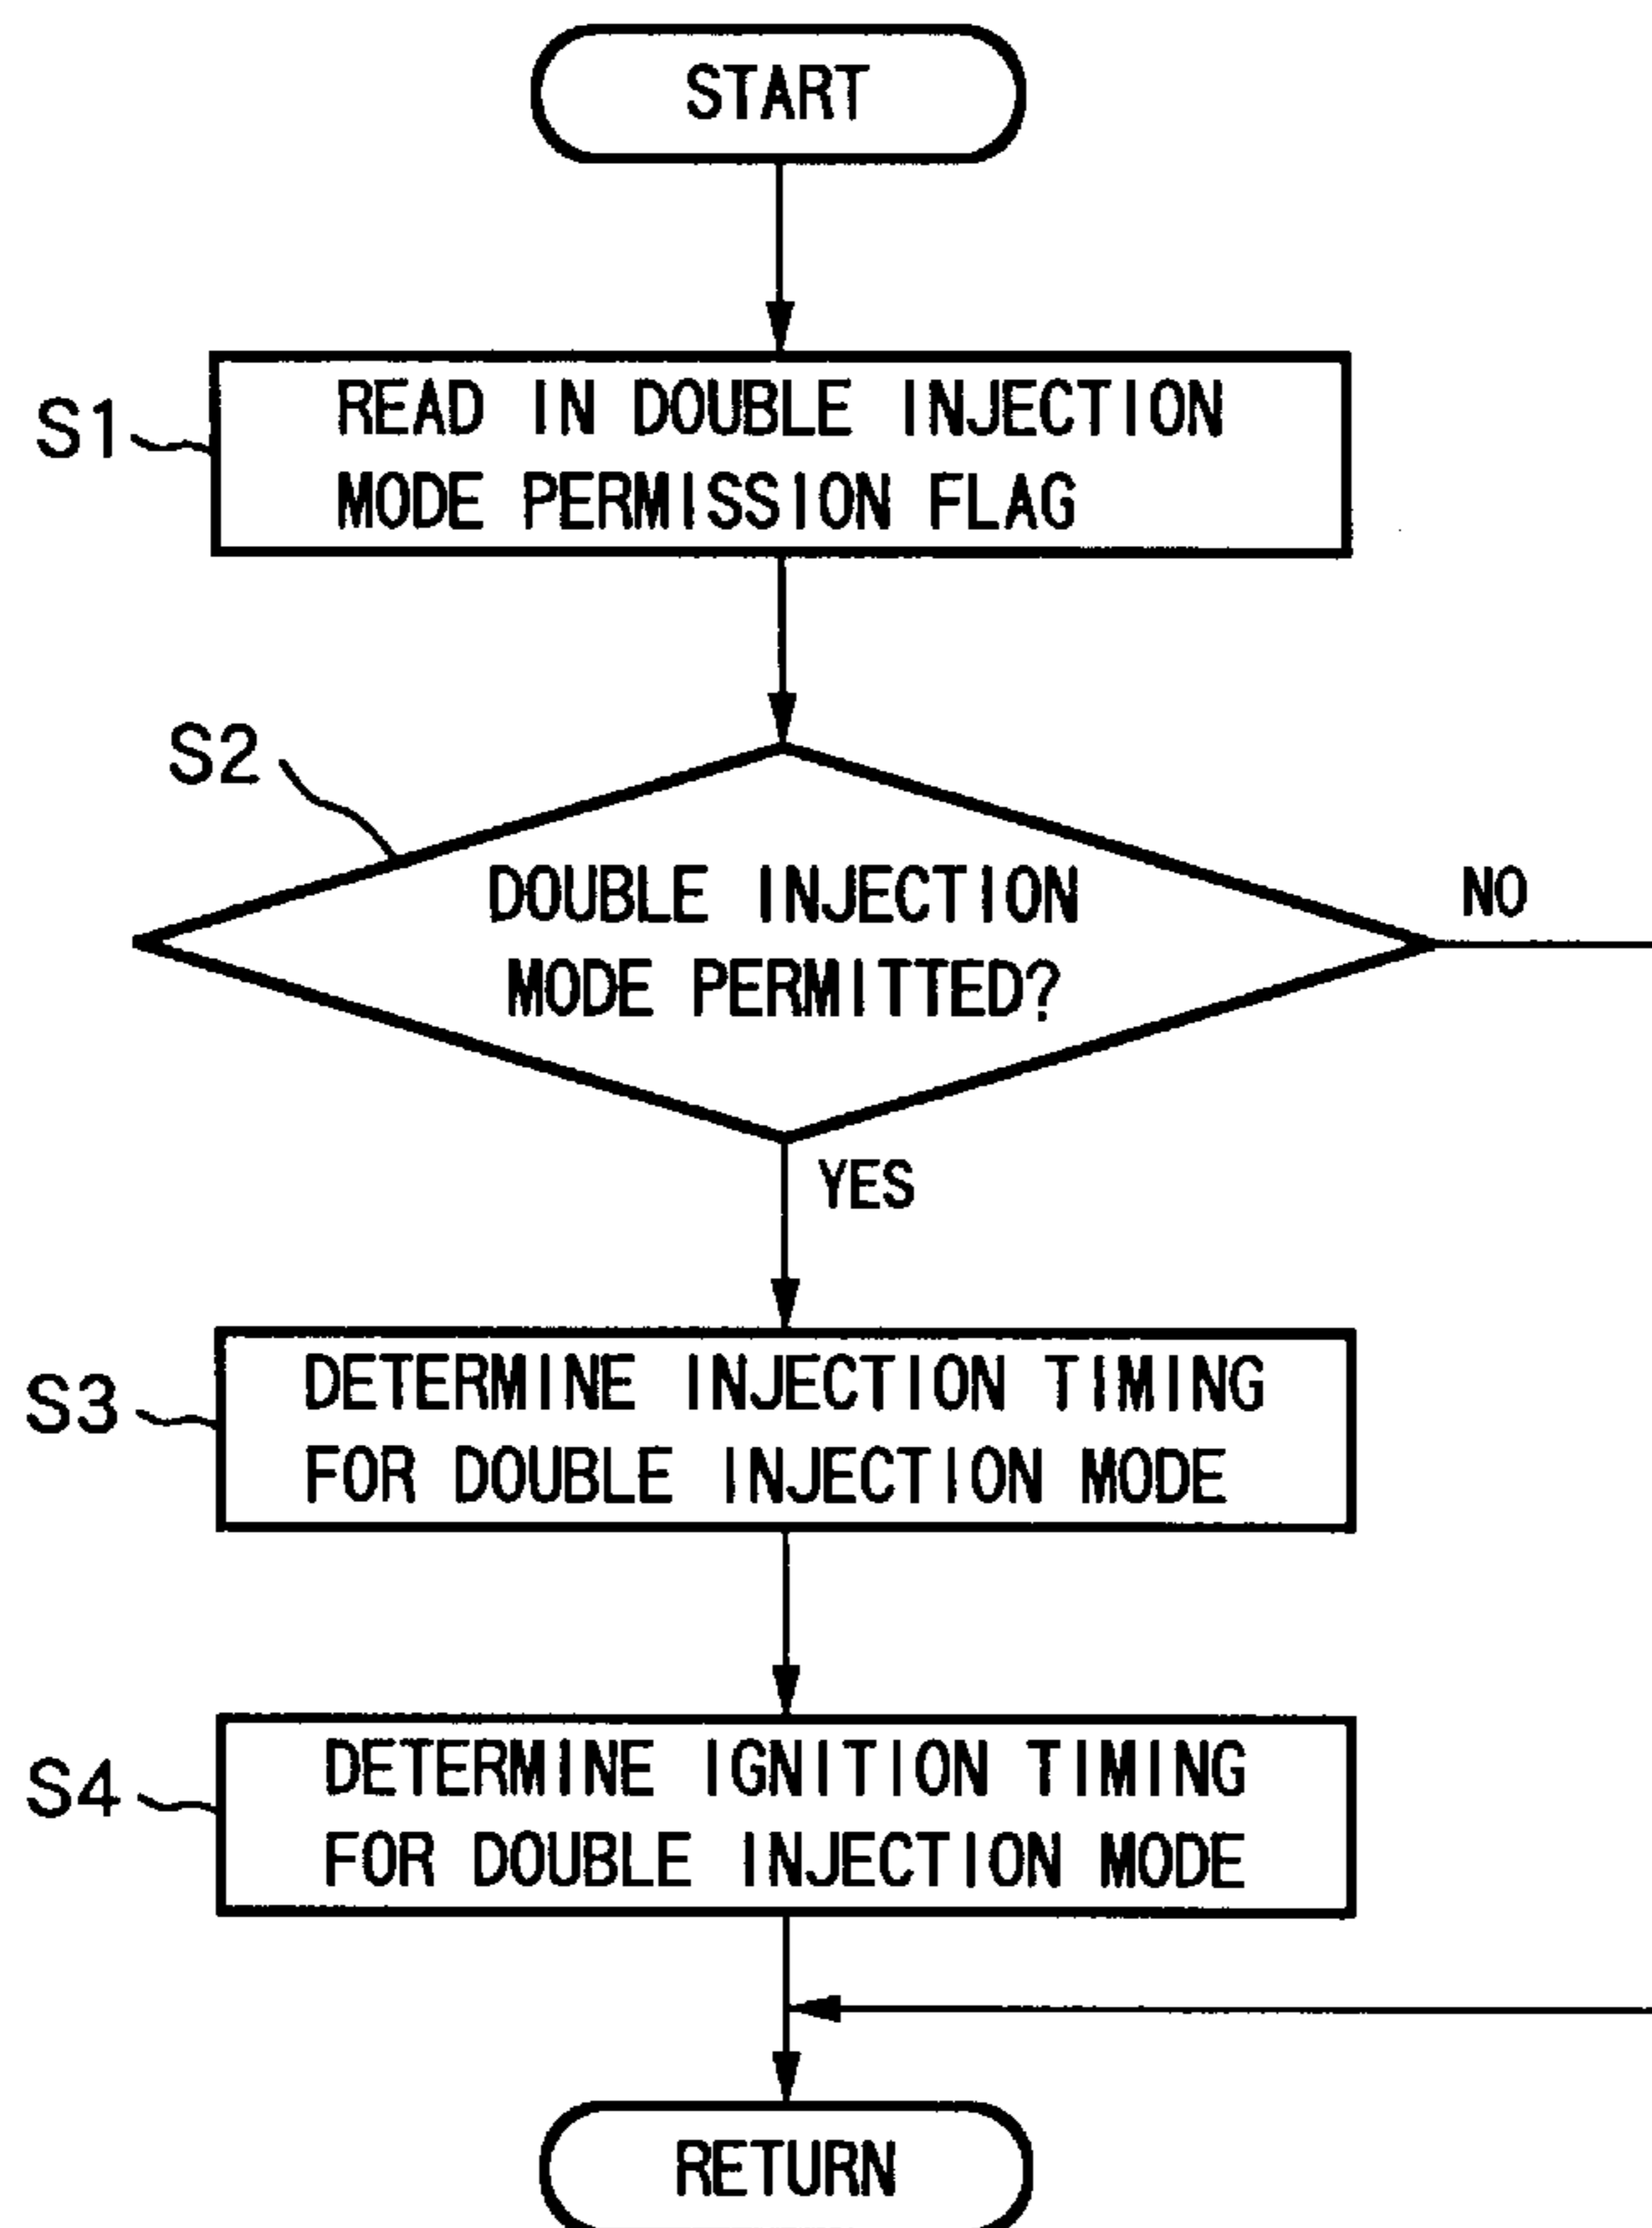 START
S1
READ IN DOUBLE INJECTION
MODE PERMISSION FLAG
S2
DOUBLE INJECTION
MODE PERMITTED?
NO
YES
S3
DETERMINE INJECTION TIMING
FOR DOUBLE INJECTION MODE
S4
DETERMINE IGNITION TIMING
FOR DOUBLE INJECTION MODE
RETURN